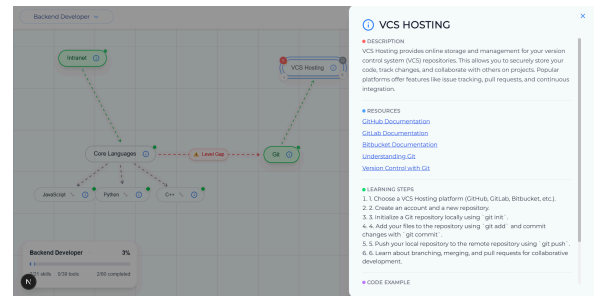 Backend Developer
Intranet
VCS Hosting
Core Languages
Level Gap
Git
JavaScript
Python
C++
Backend Developer 3%
5/39 tools
2/60 completed
N
VCS HOSTING
DESCRIPTION
VCS Hosting provides online storage and management for your version
control system (VCS) repositories. This allows you to securely store your
code, track changes, and collaborate with others on projects. Popular
platforms offer features like issue tracking, pull requests, and continuous
integration.
RESOURCES
GitHub Documentation
GitLab Documentation
Bitbucket Documentation
Understanding Git
Version Control with Git
LEARNING STEPS
1. 1. Choose a VCS Hosting platform (GitHub, GitLab, Bitbucket, etc.).
2. 2. Create an account and a new repository.
3. 3. Initialize a Git repository locally using `git init`.
4. 4. Add your files to the repository using `git add` and commit
changes with `git commit`.
5. 5. Push your local repository to the remote repository using `git push`.
6. 6. Learn about branching, merging, and pull requests for collaborative
development.
CODE EXAMPLE